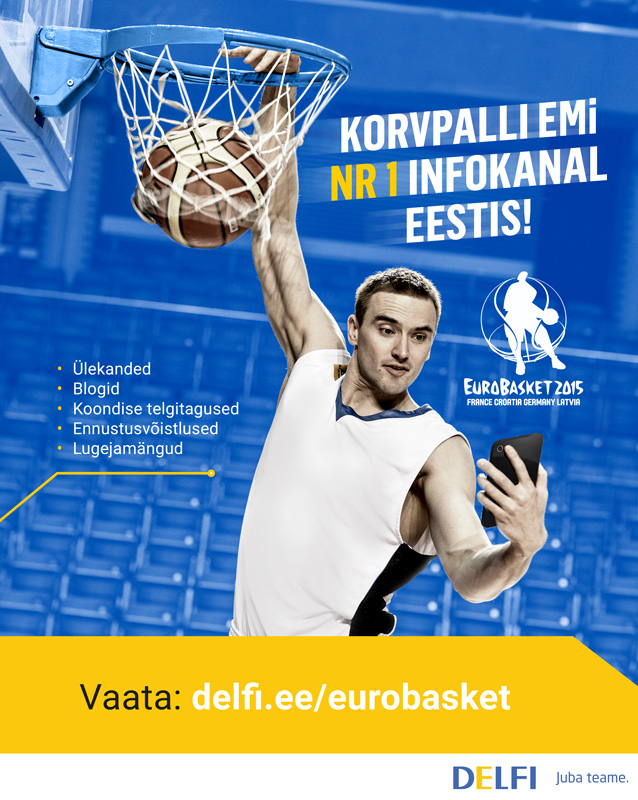 KORVPALLI EMi
NR 1 INFOKANAL
EESTIS!
EUROBASKET 2015
FRANCE CROATIA GERMANY LATVIA
• Ülekanded
• Blogid
• Koondise telgitagused
• Ennustusvõistlused
• Lugejamängud
Vaata: delfi.ee/eurobasket
DELFI Juba teame.